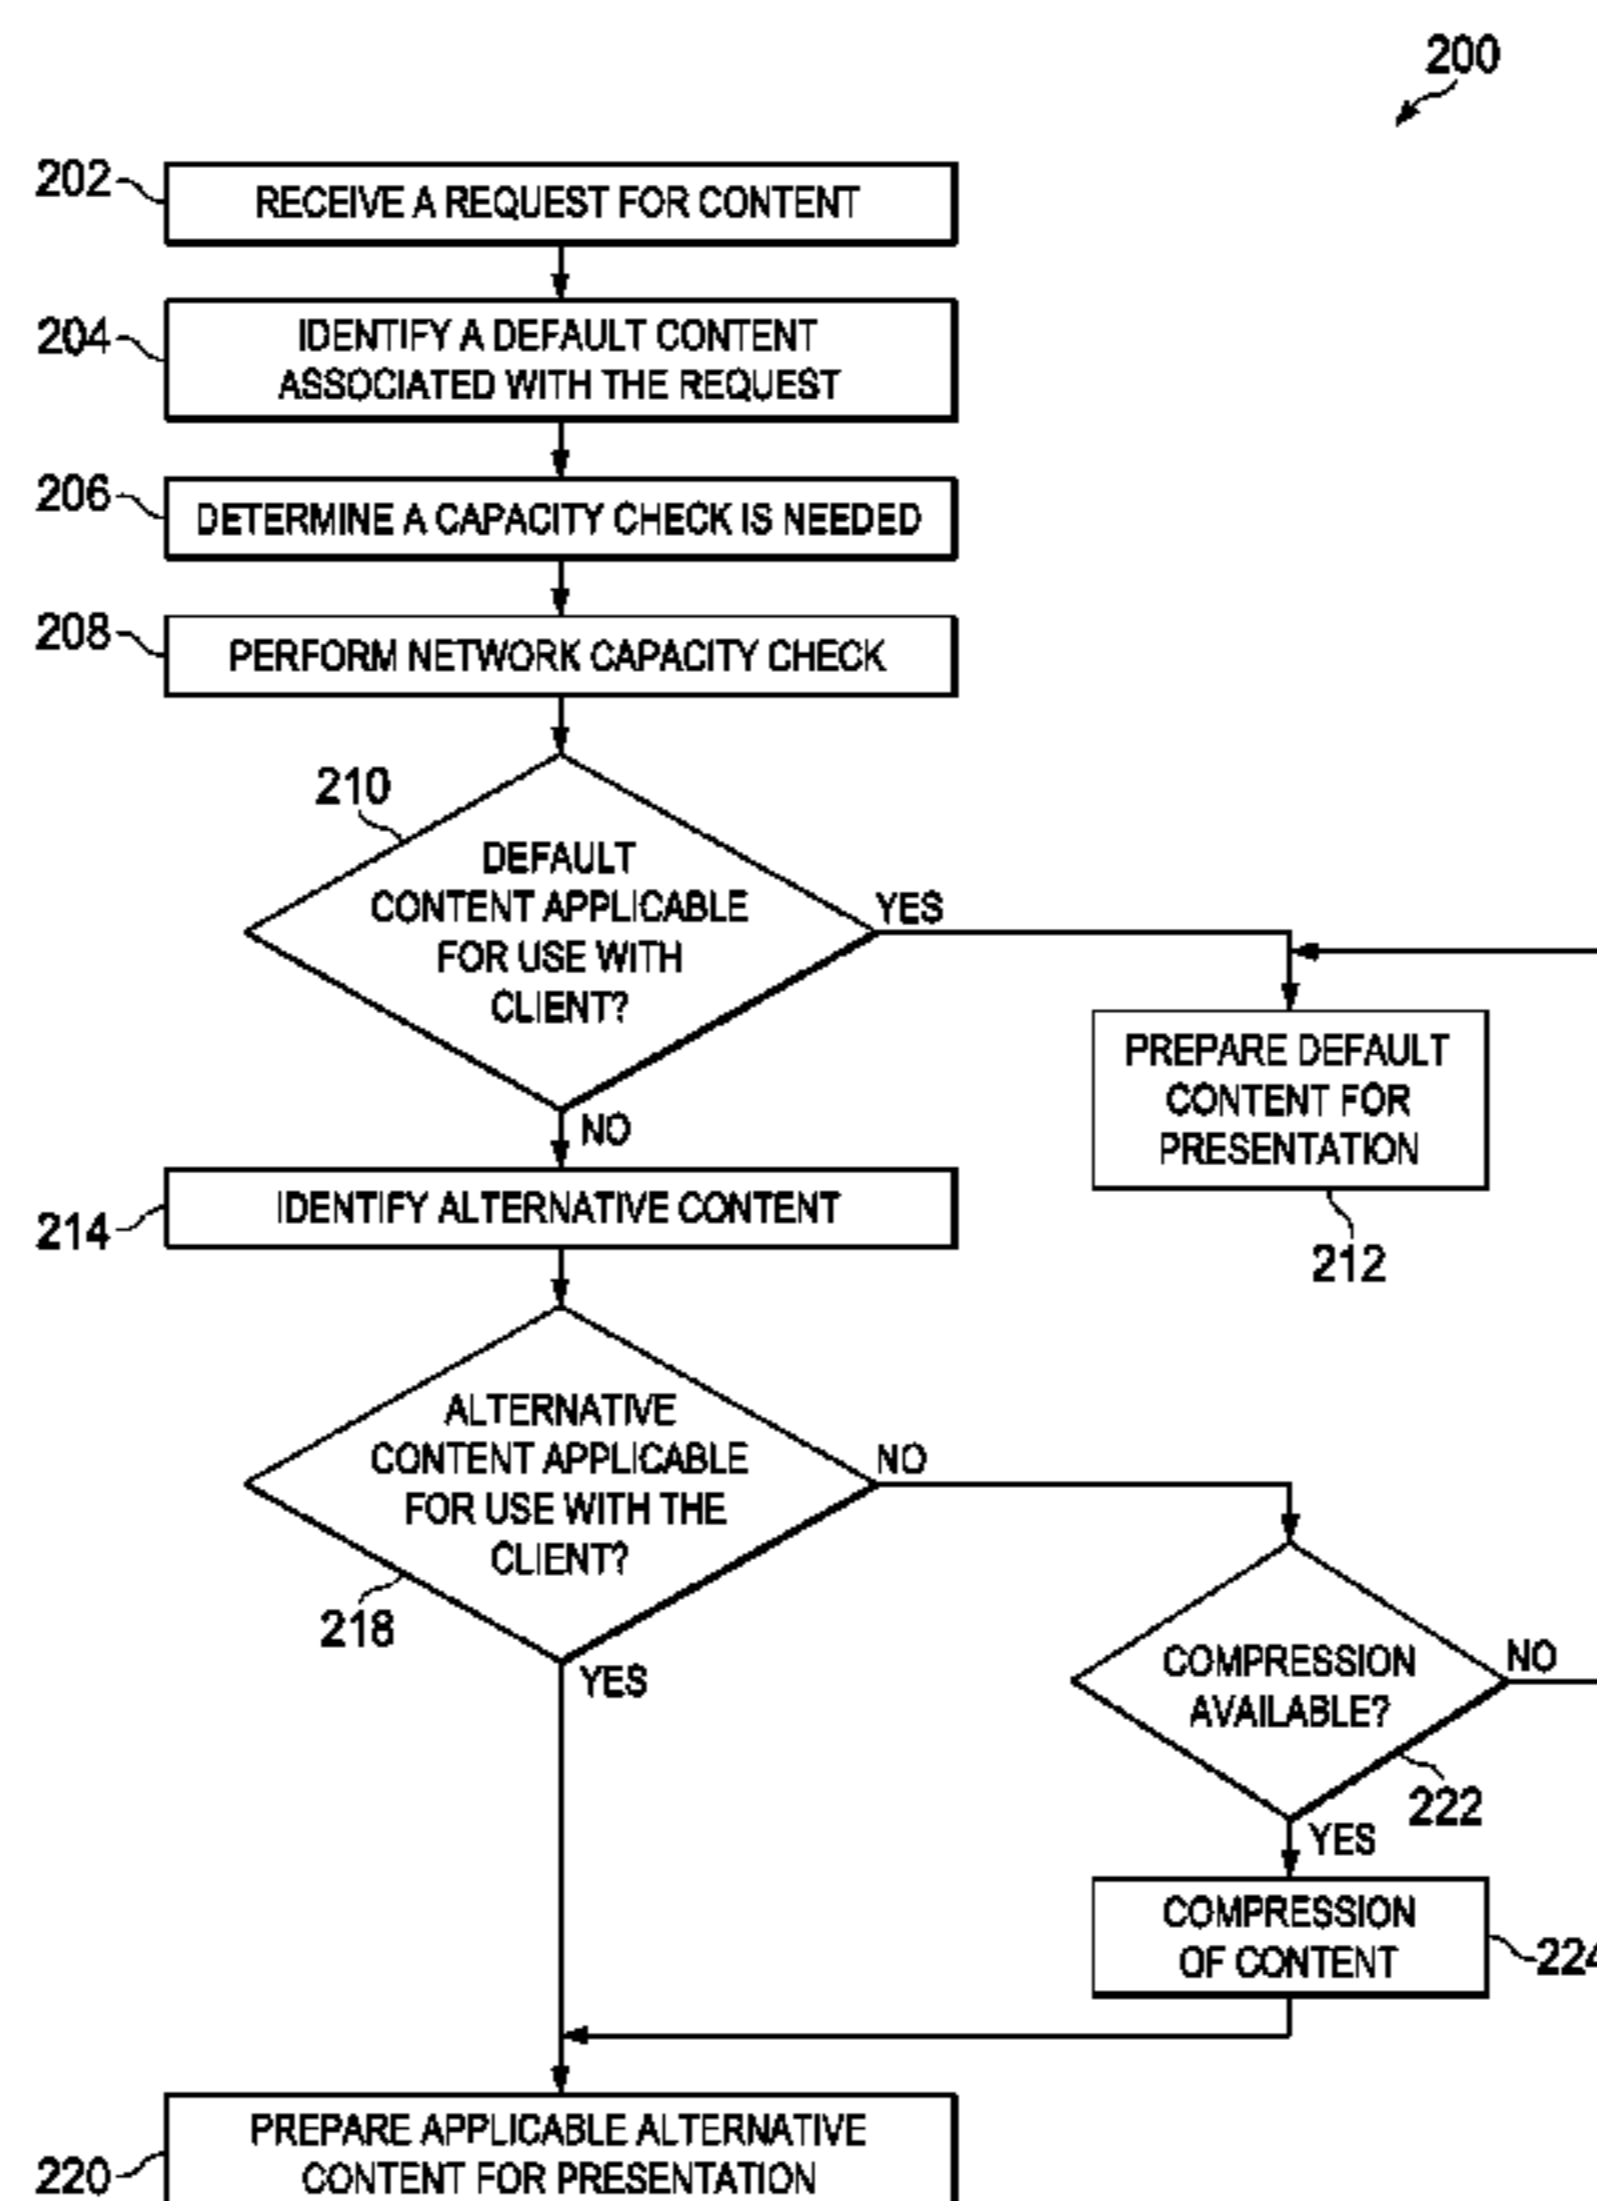 200
202
RECEIVE A REQUEST FOR CONTENT
204
IDENTIFY A DEFAULT CONTENT
ASSOCIATED WITH THE REQUEST
206
DETERMINE A CAPACITY CHECK IS NEEDED
208
PERFORM NETWORK CAPACITY CHECK
210
DEFAULT
CONTENT APPLICABLE
FOR USE WITH
CLIENT?
YES
NO
PREPARE DEFAULT
CONTENT FOR
PRESENTATION
212
214
IDENTIFY ALTERNATIVE CONTENT
ALTERNATIVE
CONTENT APPLICABLE
FOR USE WITH THE
CLIENT?
218
NO
YES
COMPRESSION
AVAILABLE?
NO
222
YES
COMPRESSION
OF CONTENT
224
PREPARE APPLICABLE ALTERNATIVE
CONTENT FOR PRESENTATION
220